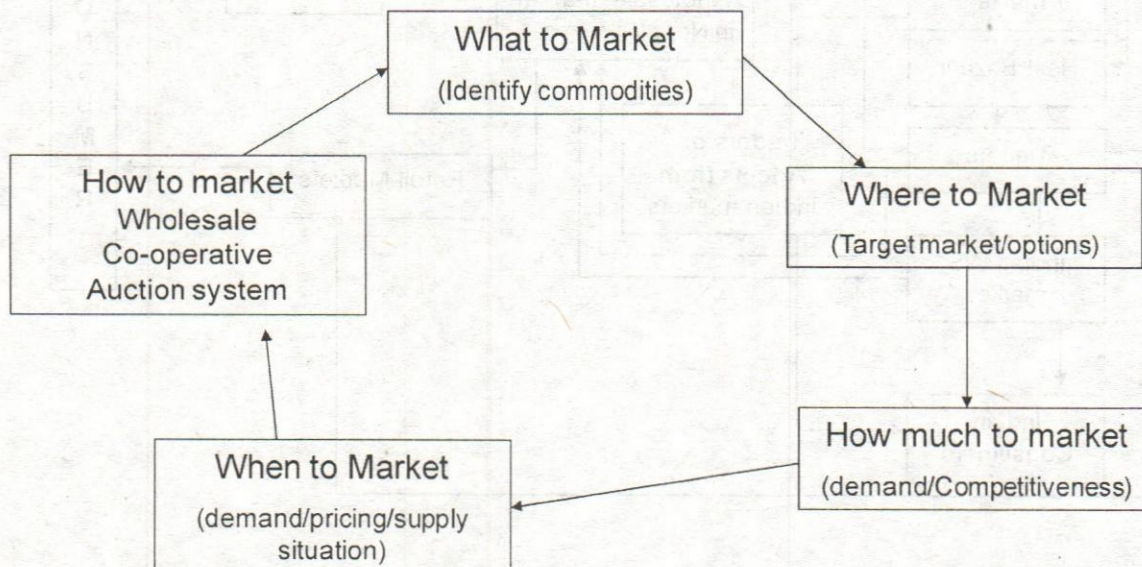 What to Market
(Identify commodities)
Where to Market
(Target market/options)
How much to market
(demand/Competitiveness)
When to Market
(demand/pricing/supply
situation)
How to market
Wholesale
Co-operative
Auction system